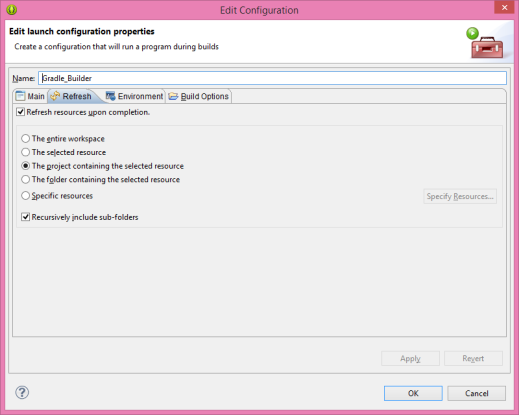 Edit Configuration
Edit launch configuration properties
Create a configuration that will run a program during builds
Name: Gradle_Builder
Main Refresh Environment Build Options
Refresh resources upon completion.
The entire workspace
The selected resource
The project containing the selected resource
The folder containing the selected resource
Specific resources Specify Resources...
Recursively include sub-folders
Apply Revert
? OK Cancel